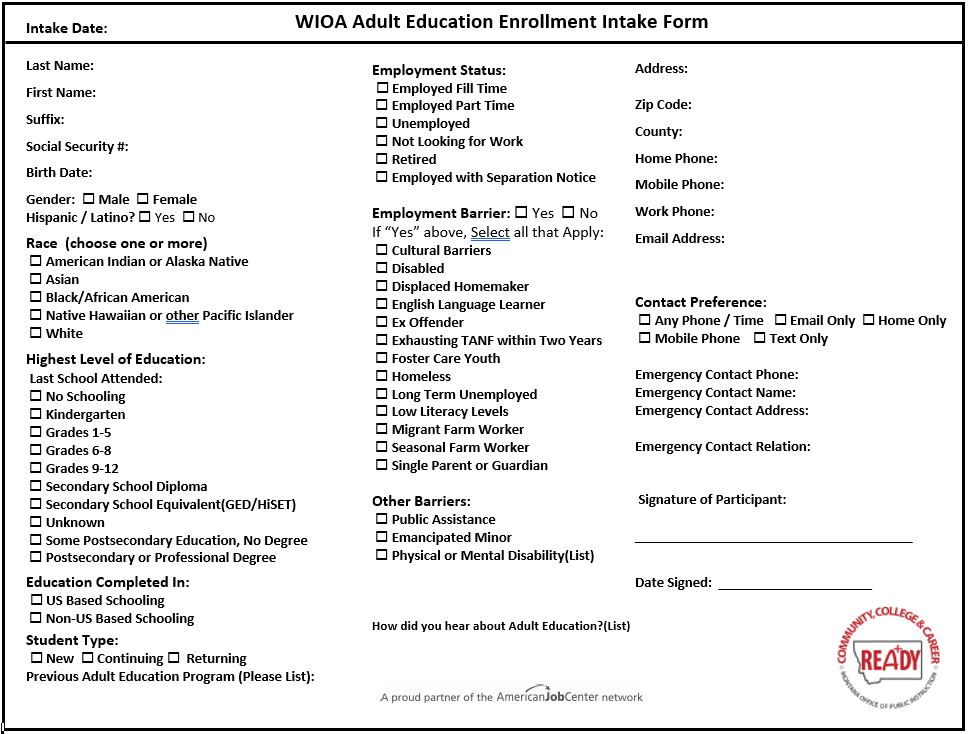 WIOA Adult Education Enrollment Intake Form
Intake Date:
Last Name:
First Name:
Suffix:
Social Security #:
Birth Date:
Gender: ☐ Male ☐ Female
Hispanic / Latino? ☐ Yes ☐ No
Race (choose one or more)
☐ American Indian or Alaska Native
☐ Asian
☐ Black/African American
☐ Native Hawaiian or other Pacific Islander
☐ White
Highest Level of Education:
Last School Attended:
☐ No Schooling
☐ Kindergarten
☐ Grades 1-5
☐ Grades 6-8
☐ Grades 9-12
☐ Secondary School Diploma
☐ Secondary School Equivalent(GED/HiSET)
☐ Unknown
☐ Some Postsecondary Education, No Degree
☐ Postsecondary or Professional Degree
Education Completed In:
☐ US Based Schooling
☐ Non-US Based Schooling
Student Type:
☐ New ☐ Continuing ☐ Returning
Previous Adult Education Program (Please List):
Employment Status:
☐ Employed Fill Time
☐ Employed Part Time
☐ Unemployed
☐ Not Looking for Work
☐ Retired
☐ Employed with Separation Notice
Employment Barrier: ☐ Yes ☐ No
If “Yes” above, Select all that Apply:
☐ Cultural Barriers
☐ Disabled
☐ Displaced Homemaker
☐ English Language Learner
☐ Ex Offender
☐ Exhausting TANF within Two Years
☐ Foster Care Youth
☐ Homeless
☐ Long Term Unemployed
☐ Low Literacy Levels
☐ Migrant Farm Worker
☐ Seasonal Farm Worker
☐ Single Parent or Guardian
Other Barriers:
☐ Public Assistance
☐ Emancipated Minor
☐ Physical or Mental Disability(List)
How did you hear about Adult Education?(List)
A proud partner of the AmericanJobCenter network
Address:
Zip Code:
County:
Home Phone:
Mobile Phone:
Work Phone:
Email Address:
Contact Preference:
☐ Any Phone / Time ☐ Email Only ☐ Home Only
☐ Mobile Phone ☐ Text Only
Emergency Contact Phone:
Emergency Contact Name:
Emergency Contact Address:
Emergency Contact Relation:
Signature of Participant:
Date Signed:
COMMUNITY, COLLEGE & CAREER
READY
MONTANA OFFICE OF PUBLIC INSTRUCTION